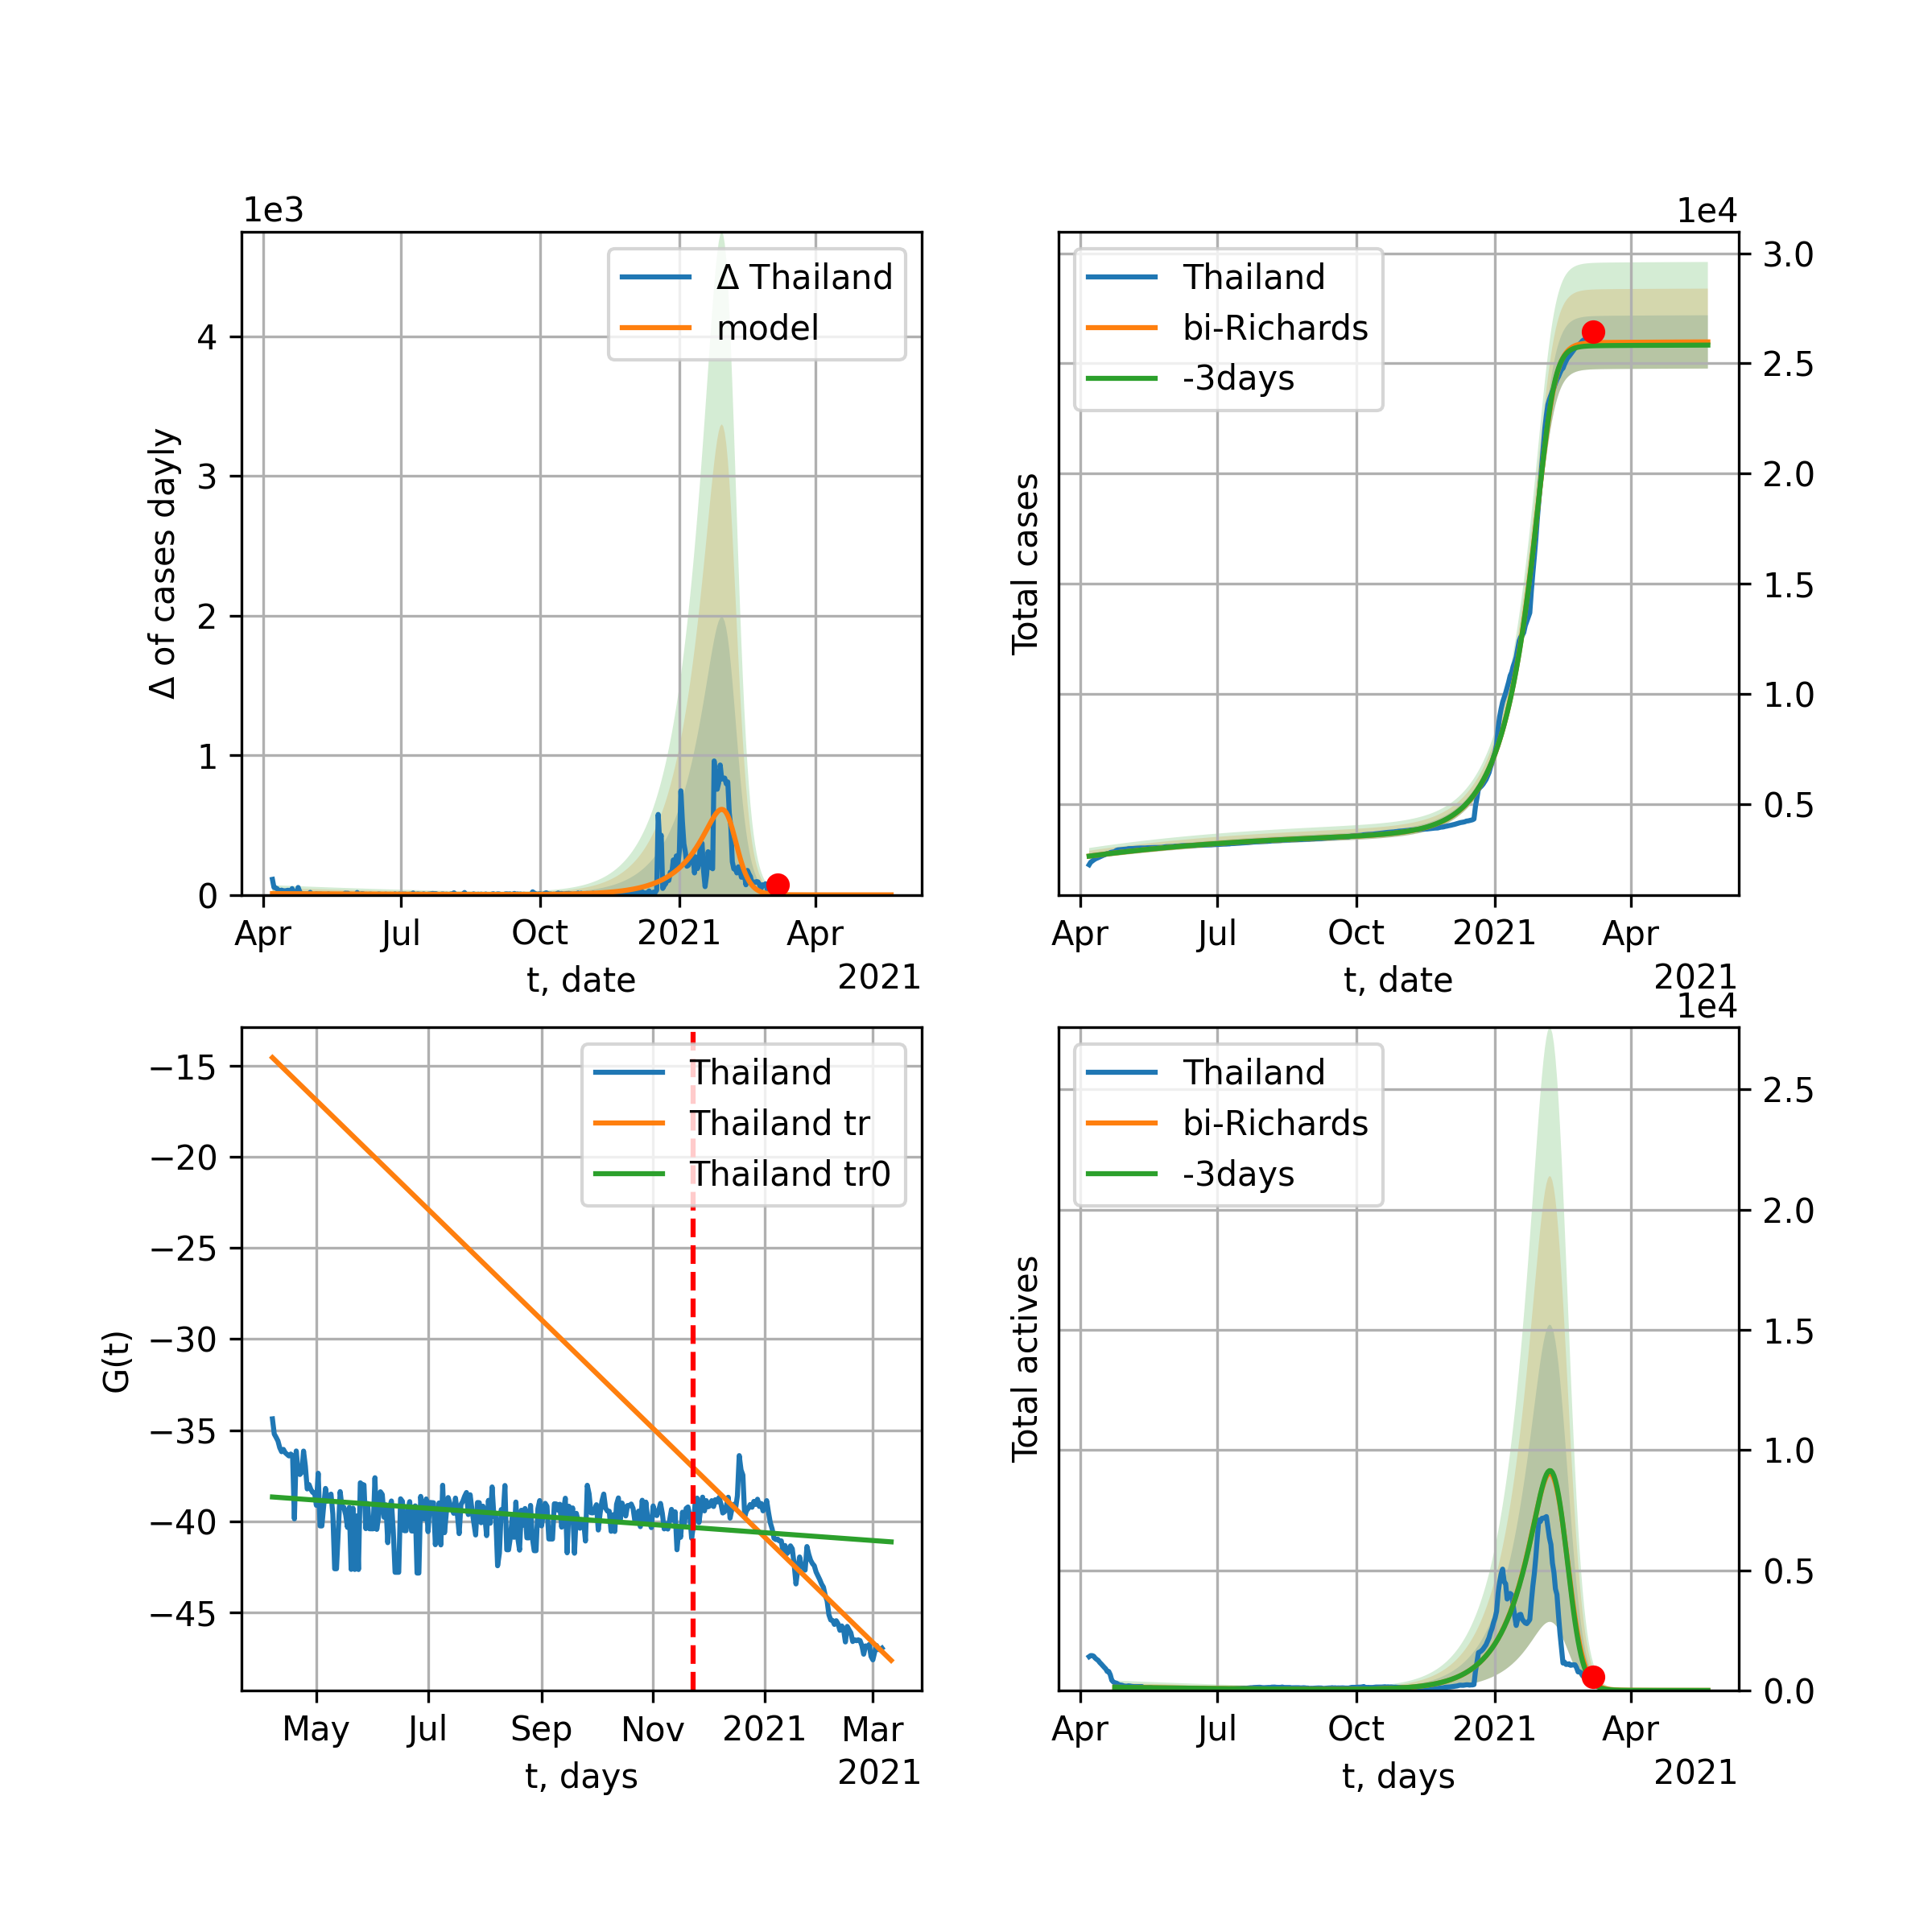 1e3
Δ of cases dayly
4
3
2
1
0
Δ Thailand
model
Apr Jul Oct 2021 Apr
t, date
2021
1e4
Total cases
Thailand
bi-Richards
-3days
3.0
2.5
2.0
1.5
1.0
0.5
Apr Jul Oct 2021 Apr
t, date
2021
G(t)
−15
−20
−25
−30
−35
−40
−45
Thailand
Thailand tr
Thailand tr0
May Jul Sep Nov 2021 Mar
t, days
2021
1e4
Total actives
Thailand
bi-Richards
-3days
2.5
2.0
1.5
1.0
0.5
0.0
Apr Jul Oct 2021 Apr
t, days
2021